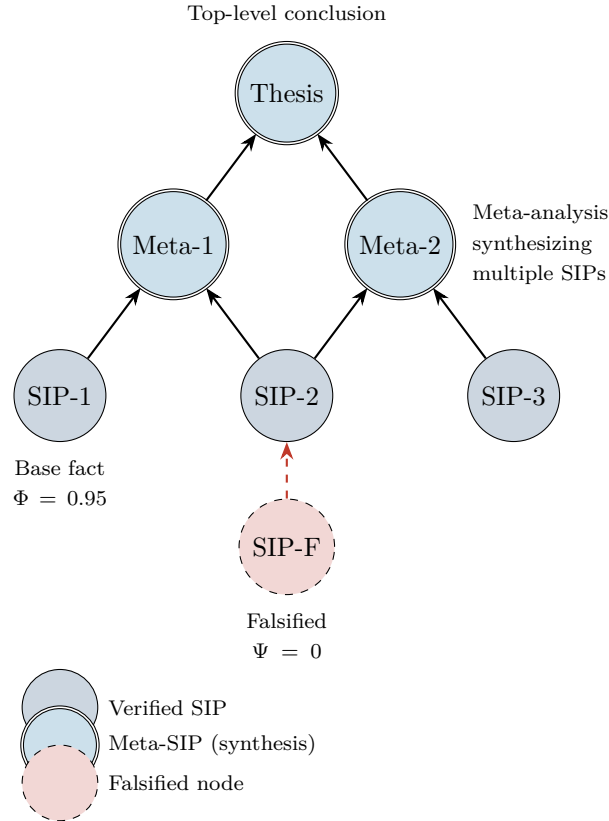 Top-level conclusion
Thesis
Meta-1
Meta-2
Meta-analysis
synthesizing
multiple SIPs
SIP-1
SIP-2
SIP-3
Base fact
Φ = 0.95
SIP-F
Falsified
Ψ = 0
Verified SIP
Meta-SIP (synthesis)
Falsified node